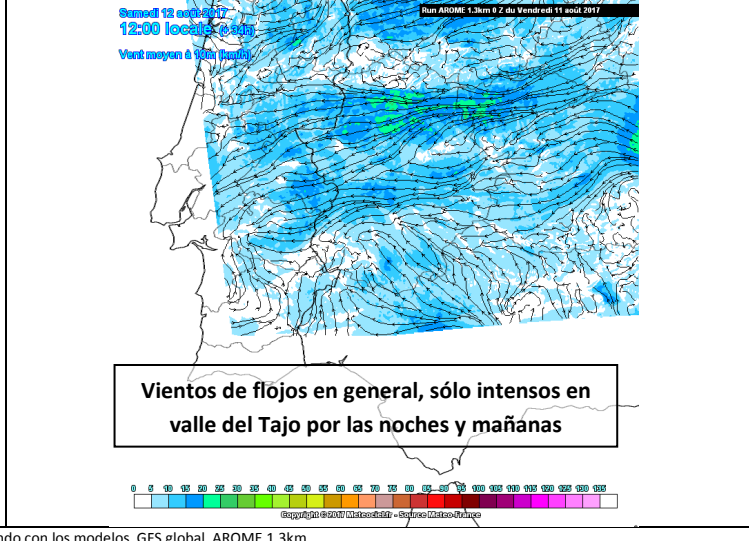 Samedi 12 août 2017
Run AROME 1.3km 0 Z du Vendredi 11 août 2017
12:00 locale (+34h)
Vent moyen à 10m (km/h)
Vientos de flojos en general, sólo intensos en
valle del Tajo por las noches y mañanas
0 5 10 15 20 25 30 35 40 45 50 55 60 65 70 75 80 85 90 95 100 105 110 115 120 125 130 135
Copyright © 2017 Meteociel.fr - Source Meteo-France
ndo con los modelos GFS global, AROME 1.3km